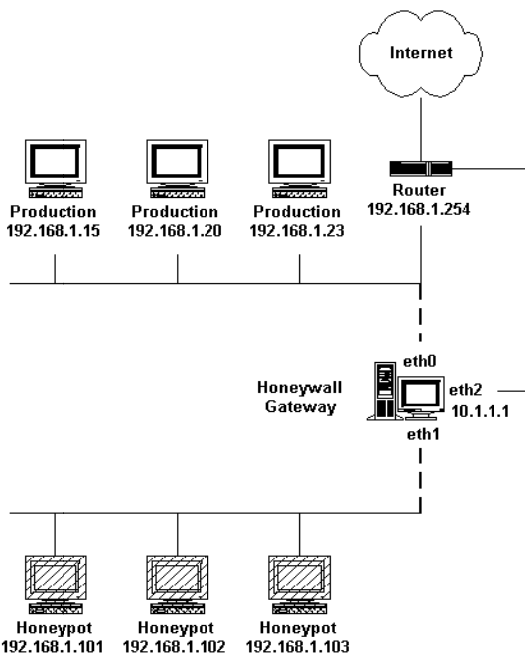 Internet
Production
192.168.1.15
Production
192.168.1.20
Production
192.168.1.23
Router
192.168.1.254
eth0
Honeywall
Gateway
eth2
10.1.1.1
eth1
Honeypot
192.168.1.101
Honeypot
192.168.1.102
Honeypot
192.168.1.103